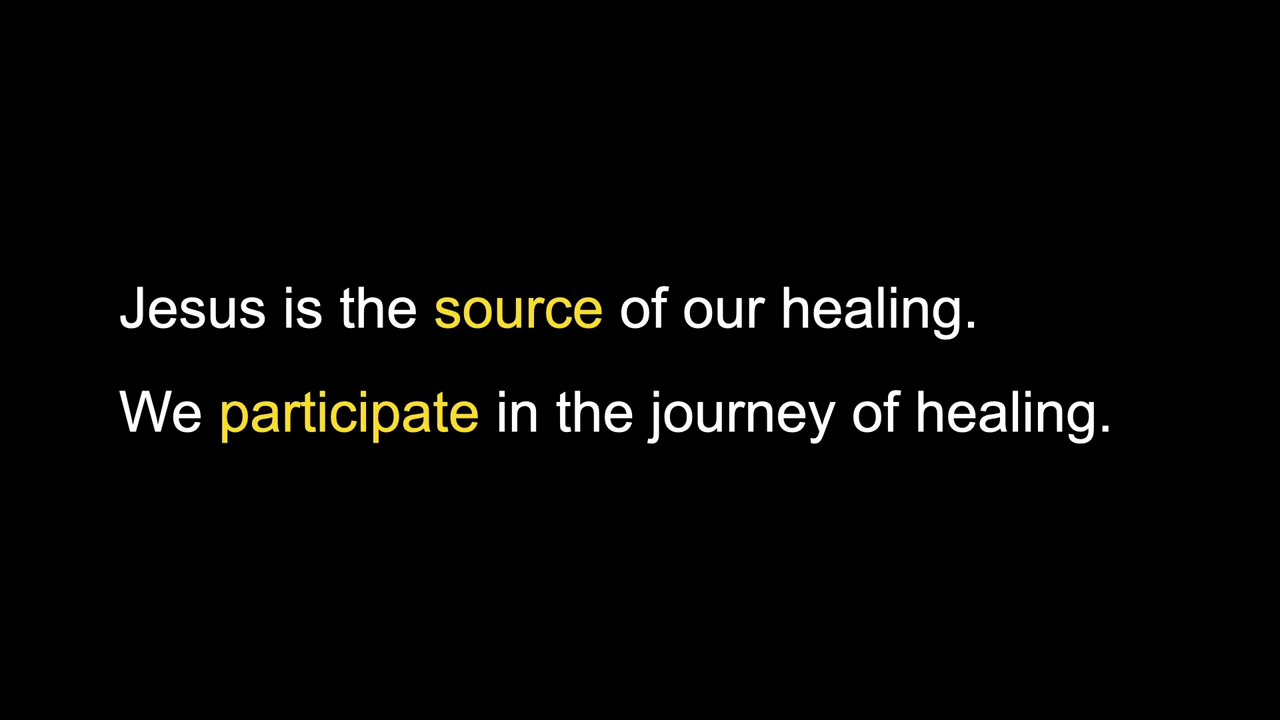 Jesus is the source of our healing.
We participate in the journey of healing.